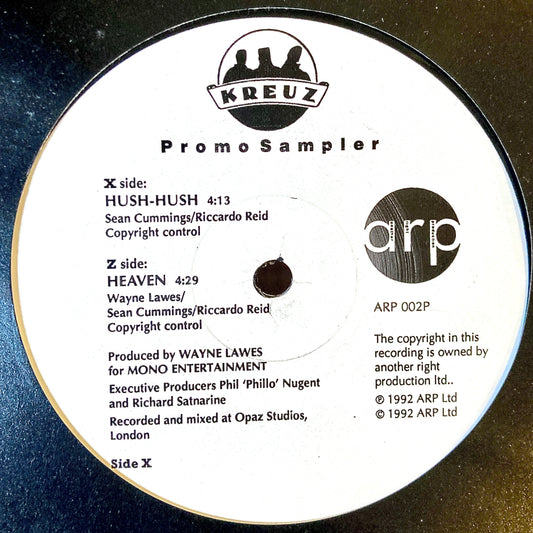 KREUZ
Promo Sampler
X side:
HUSH-HUSH 4:13
Sean Cummings/Riccardo Reid
Copyright control
Z side:
HEAVEN 4:29
Wayne Lawes/
Sean Cummings/Riccardo Reid
Copyright control
Produced by WAYNE LAWES
for MONO ENTERTAINMENT
Executive Producers Phil 'Phillo' Nugent
and Richard Satnarine
Recorded and mixed at Opaz Studios,
London
Side X
arp
ARP 002P
The copyright in this
recording is owned by
another right
production ltd..
℗ 1992 ARP Ltd
© 1992 ARP Ltd